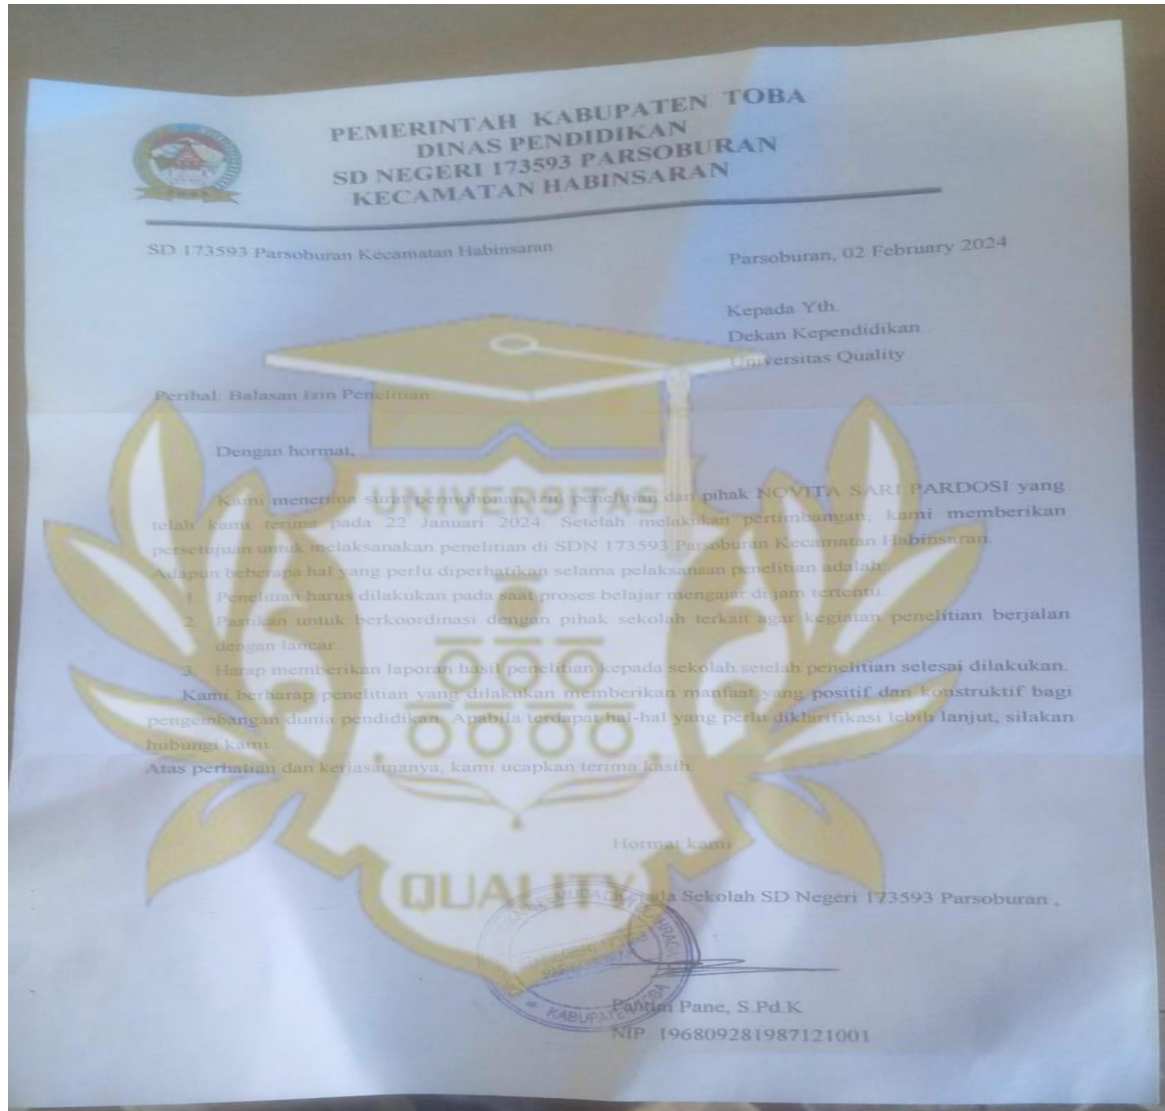 PEMERINTAH KABUPATEN TOBA
DINAS PENDIDIKAN
SD NEGERI 173593 PARSOBURAN
KECAMATAN HABINSARAN
SD 173593 Parsoburan Kecamatan Habinsaran
Parsoburan, 02 February 2024
Kepada Yth.
Dekan Kependidikan
Universitas Quality
Perihal: Balasan Izin Penelitian
Dengan hormat,
Kami menerima surat permohonan izin penelitian dari pihak NOVITA SARI PARDOSI yang
telah kami terima pada 22 Januari 2024. Setelah melakukan pertimbangan, kami memberikan
persetujuan untuk melaksanakan penelitian di SDN 173593 Parsoburan Kecamatan Habinsaran.
Adapun beberapa hal yang perlu diperhatikan selama pelaksanaan penelitian adalah:
1. Penelitian harus dilakukan pada saat proses belajar mengajar di jam tertentu.
2. Pastikan untuk berkoordinasi dengan pihak sekolah terkait agar kegiatan penelitian berjalan
dengan lancar.
3. Harap memberikan laporan hasil penelitian kepada sekolah setelah penelitian selesai dilakukan.
Kami berharap penelitian yang dilakukan memberikan manfaat yang positif dan konstruktif bagi
pengembangan dunia pendidikan. Apabila terdapat hal-hal yang perlu diklarifikasi lebih lanjut, silakan
hubungi kami.
Atas perhatian dan kerjasamanya, kami ucapkan terima kasih.
Hormat kami
Sekolah SD Negeri 173593 Parsoburan ,
Pane, S.Pd.K
NIP. 196809281987121001
UNIVERSITAS
QUALITY
KABUPATEN TOBA